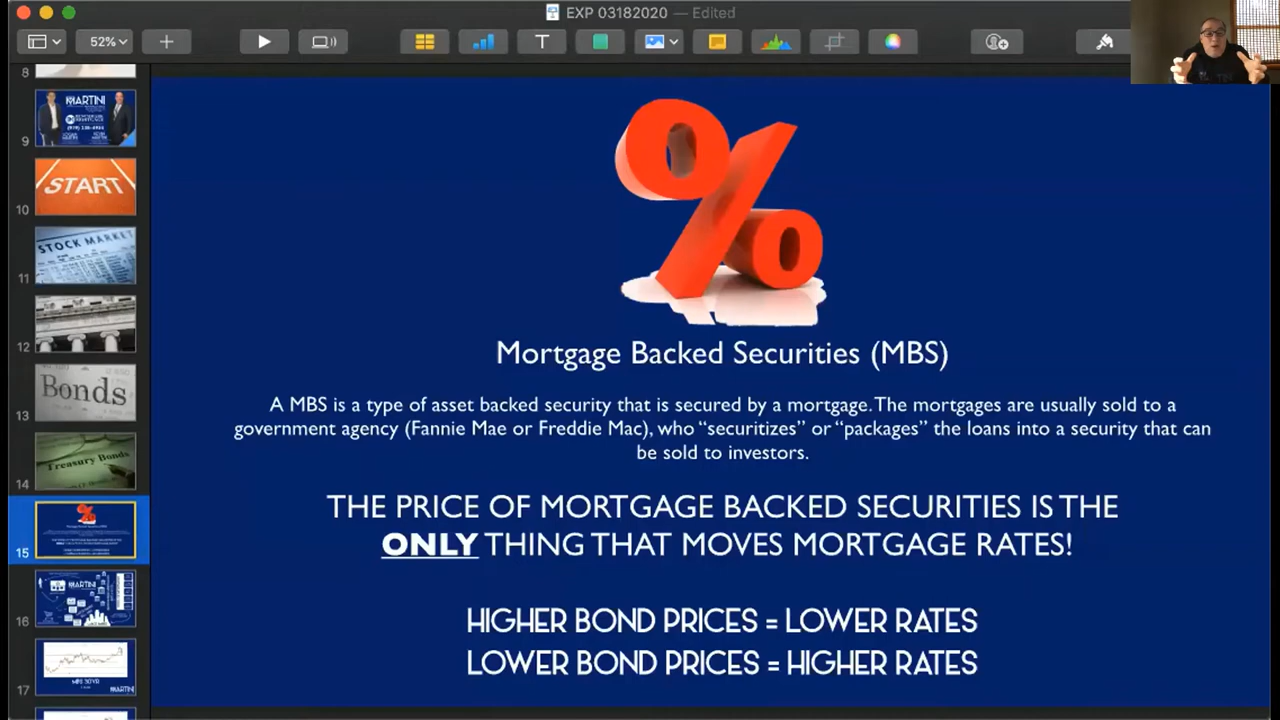 EXP 03182020 — Edited
52%
T
8
MARTINI
9
START
10
STOCK MARKET
11
12
Bonds
13
Treasury Bonds
14
15
MARTINI
16
MARTINI
17
%
Mortgage Backed Securities (MBS)
A MBS is a type of asset backed security that is secured by a mortgage. The mortgages are usually sold to a
government agency (Fannie Mae or Freddie Mac), who “securitizes” or “packages” the loans into a security that can
be sold to investors.
THE PRICE OF MORTGAGE BACKED SECURITIES IS THE
ONLY THING THAT MOVES MORTGAGE RATES!
HIGHER BOND PRICES = LOWER RATES
LOWER BOND PRICES = HIGHER RATES